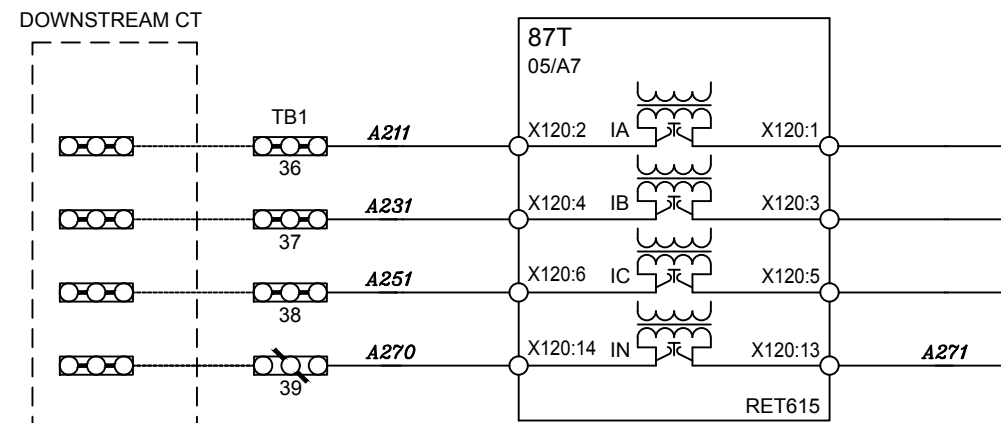 DOWNSTREAM CT
87T
05/A7
TB1
A211
X120:2 IA X120:1
36
A231
X120:4 IB X120:3
37
A251
X120:6 IC X120:5
38
A270
X120:14 IN X120:13
A271
39
RET615